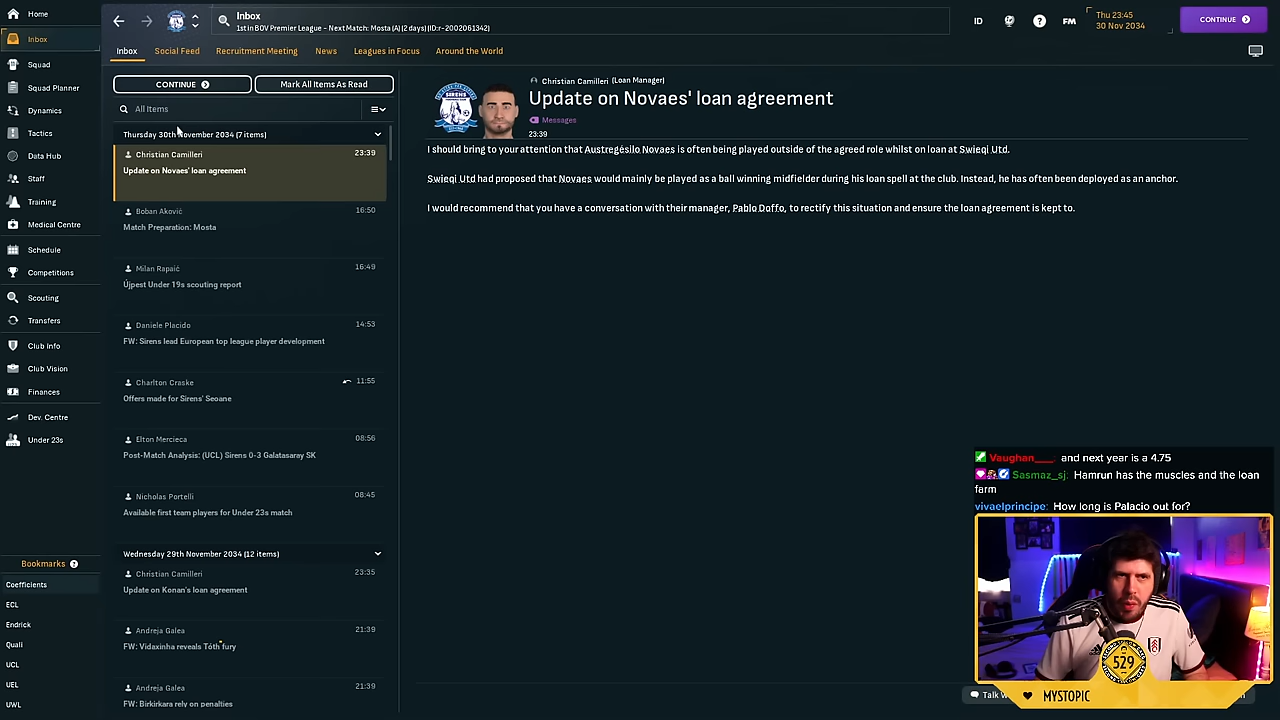 Home
Inbox
Squad
Squad Planner
Dynamics
Tactics
Data Hub
Staff
Training
Medical Centre
Schedule
Competitions
Scouting
Transfers
Club Info
Club Vision
Finances
Dev. Centre
Under 23s
Bookmarks ?
Coefficients
ECL
Endrick
Quali
UCL
UEL
UWL
Inbox
1st in BOV Premier League - Next Match: Mosta (A) (2 days) (ID:r-2002061342)
ID
?
FM
Thu 23:45
30 Nov 2034
CONTINUE
Inbox
Social Feed
Recruitment Meeting
News
Leagues in Focus
Around the World
CONTINUE
Mark All Items As Read
All Items
Thursday 30th November 2034 (7 items)
Christian Camilleri 23:39
Update on Novaes' loan agreement
Boban Aković 16:50
Match Preparation: Mosta
Milan Rapaić 16:49
Újpest Under 19s scouting report
Daniele Placido 14:53
FW: Sirens lead European top league player development
Charlton Craske 11:55
Offers made for Sirens' Seoane
Elton Mercieca 08:56
Post-Match Analysis: (UCL) Sirens 0-3 Galatasaray SK
Nicholas Portelli 08:45
Available first team players for Under 23s match
Wednesday 29th November 2034 (12 items)
Christian Camilleri 23:35
Update on Konan's loan agreement
Andreja Galea 21:39
FW: Vidaxinha reveals Tóth fury
Andreja Galea 21:39
FW: Birkirkara rely on penalties
SIRENS
Christian Camilleri (Loan Manager)
Update on Novaes' loan agreement
Messages
23:39
I should bring to your attention that Austregésilo Novaes is often being played outside of the agreed role whilst on loan at Swieqi Utd.
Swieqi Utd had proposed that Novaes would mainly be played as a ball winning midfielder during his loan spell at the club. Instead, he has often been deployed as an anchor.
I would recommend that you have a conversation with their manager, Pablo Doffo, to rectify this situation and ensure the loan agreement is kept to.
Vaughan___: and next year is a 4.75
Sasmaz_sj: Hamrun has the muscles and the loan
farm
vivaelprincipe: How long is Palacio out for?
529
Talk
MYSTOPIC